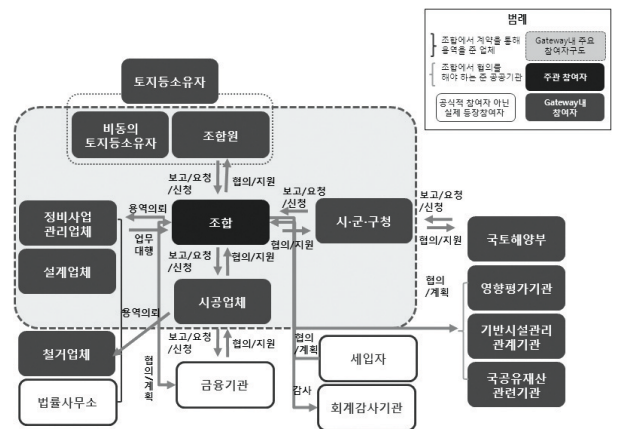 범례
조합에서 계약을 통해
용역을 준 업체
Gateway내 주요
참여자구도
조합에서 협의를
해야 하는 준 공공기관
주관 참여자
공식적 참여자 아닌
실제 등장참여자
Gateway내
참여자
토지등소유자
비동의
토지등소유자
조합원
보고/요청
/신청
협의/지원
보고/요청
/신청
정비사업
관리업체
용역의뢰
업무
대행
조합
협의/지원
시·군·구청
보고/요청
/신청
협의/지원
국토해양부
설계업체
보고/요청
/신청
협의/지원
시공업체
협의
/계획
영향평가기관
용역의뢰
철거업체
보고/요청
/신청
협의/지원
협의
/계획
기반시설관리
관계기관
법률사무소
협의
/계획
금융기관
세입자
감사
회계감사기관
국공유재산
관련기관